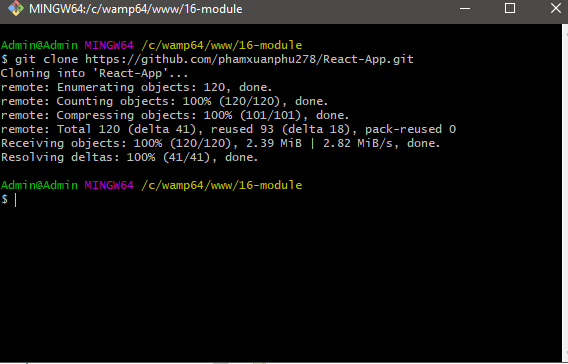 MINGW64:/c/wamp64/www/16-module
Admin@Admin MINGW64 /c/wamp64/www/16-module
$ git clone https://github.com/phamxuanphu278/React-App.git
Cloning into 'React-App'...
remote: Enumerating objects: 120, done.
remote: Counting objects: 100% (120/120), done.
remote: Compressing objects: 100% (101/101), done.
remote: Total 120 (delta 41), reused 93 (delta 18), pack-reused 0
Receiving objects: 100% (120/120), 2.39 MiB | 2.82 MiB/s, done.
Resolving deltas: 100% (41/41), done.
Admin@Admin MINGW64 /c/wamp64/www/16-module
$